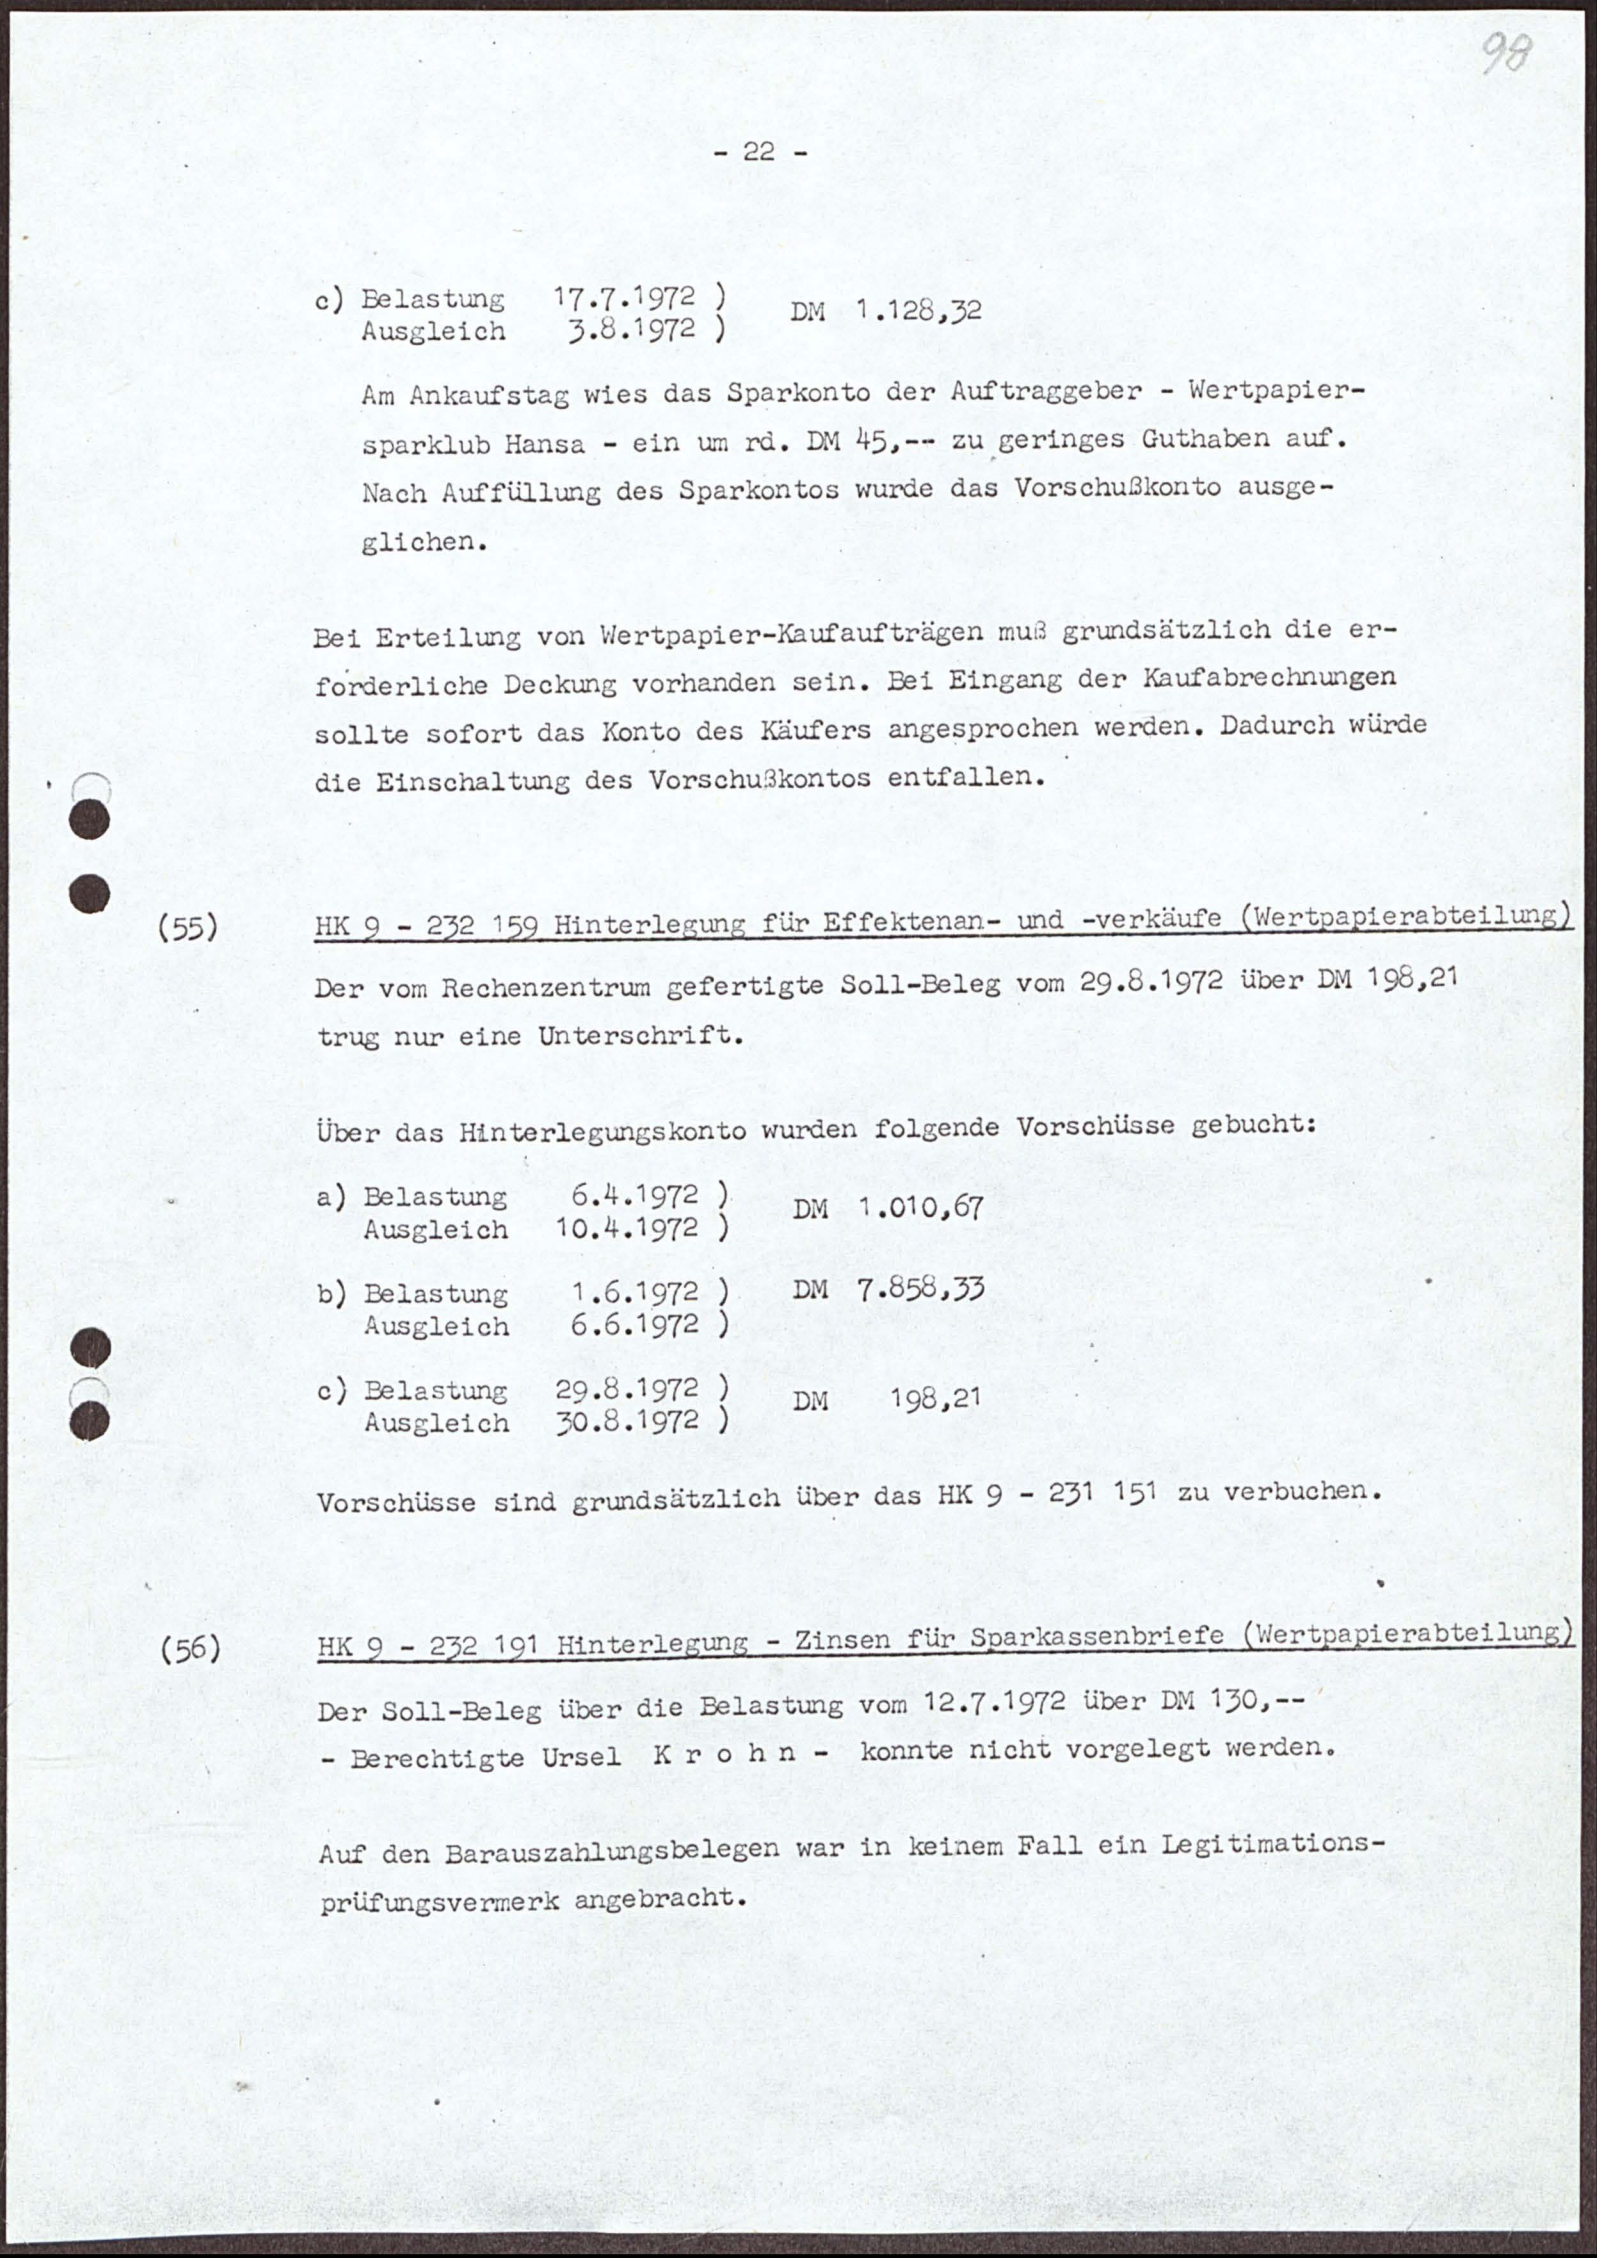 98
- 22 -
c) Belastung 17.7.1972 )
DM 1.128,32
Ausgleich 3.8.1972 )
Am Ankaufstag wies das Sparkonto der Auftraggeber - Wertpapier-
sparklub Hansa - ein um rd. DM 45,-- zu geringes Guthaben auf.
Nach Auffüllung des Sparkontos wurde das Vorschußkonto ausge-
glichen.
Bei Erteilung von Wertpapier-Kaufaufträgen muß grundsätzlich die er-
forderliche Deckung vorhanden sein. Bei Eingang der Kaufabrechnungen
sollte sofort das Konto des Käufers angesprochen werden. Dadurch würde
die Einschaltung des Vorschußkontos entfallen.
(55) HK 9 - 232 159 Hinterlegung für Effektenan- und -verkäufe (Wertpapierabteilung)
Der vom Rechenzentrum gefertigte Soll-Beleg vom 29.8.1972 über DM 198,21
trug nur eine Unterschrift.
Über das Hinterlegungskonto wurden folgende Vorschüsse gebucht:
a) Belastung 6.4.1972 )
DM 1.010,67
Ausgleich 10.4.1972 )
b) Belastung 1.6.1972 ) DM 7.858,33
Ausgleich 6.6.1972 )
c) Belastung 29.8.1972 )
DM 198,21
Ausgleich 30.8.1972 )
Vorschüsse sind grundsätzlich über das HK 9 - 231 151 zu verbuchen.
(56) HK 9 - 232 191 Hinterlegung - Zinsen für Sparkassenbriefe (Wertpapierabteilung)
Der Soll-Beleg über die Belastung vom 12.7.1972 über DM 130,--
- Berechtigte Ursel K r o h n - konnte nicht vorgelegt werden.
Auf den Barauszahlungsbelegen war in keinem Fall ein Legitimations-
prüfungsvermerk angebracht.